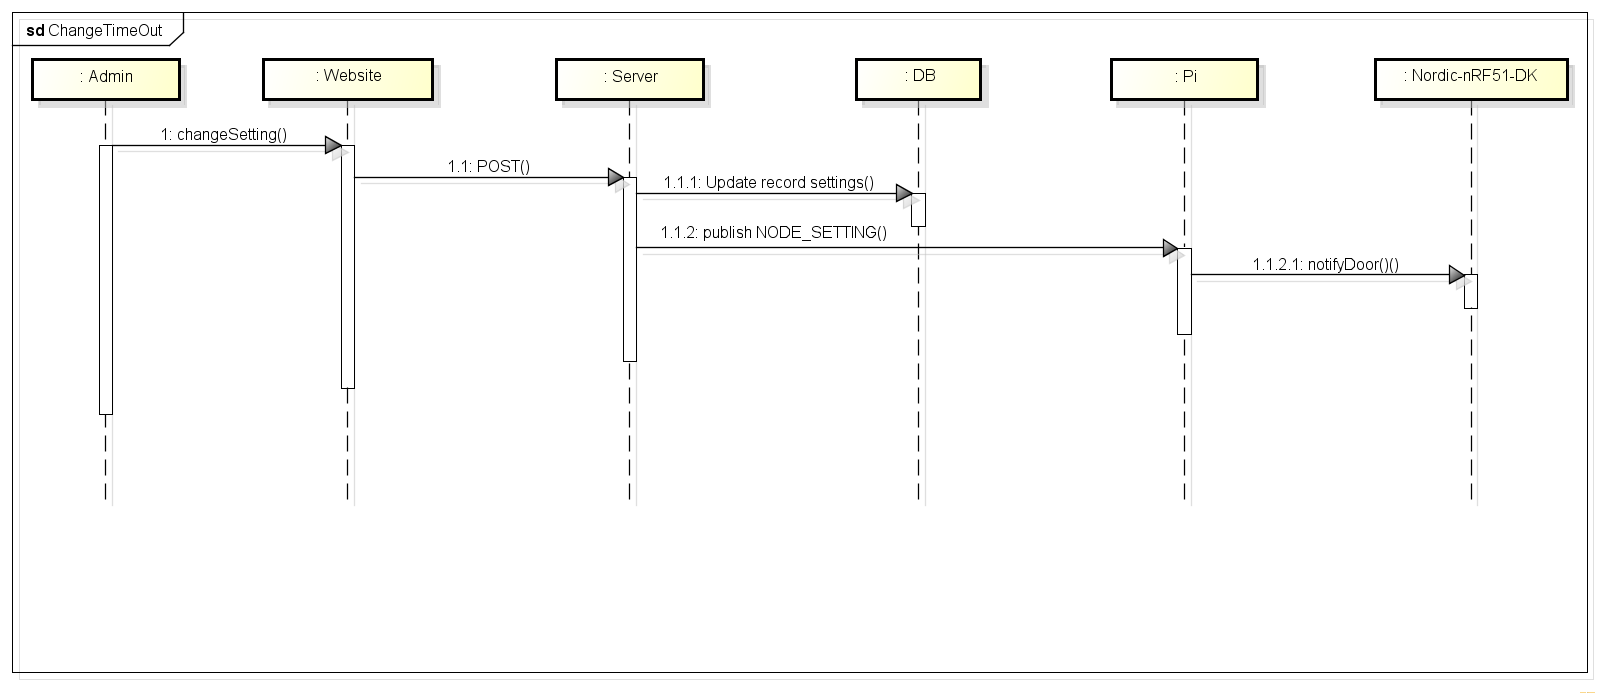 sd ChangeTimeOut
: Admin
: Website
: Server
: DB
: Pi
: Nordic-nRF51-DK
1: changeSetting()
1.1: POST()
1.1.1: Update record settings()
1.1.2: publish NODE_SETTING()
1.1.2.1: notifyDoor()()